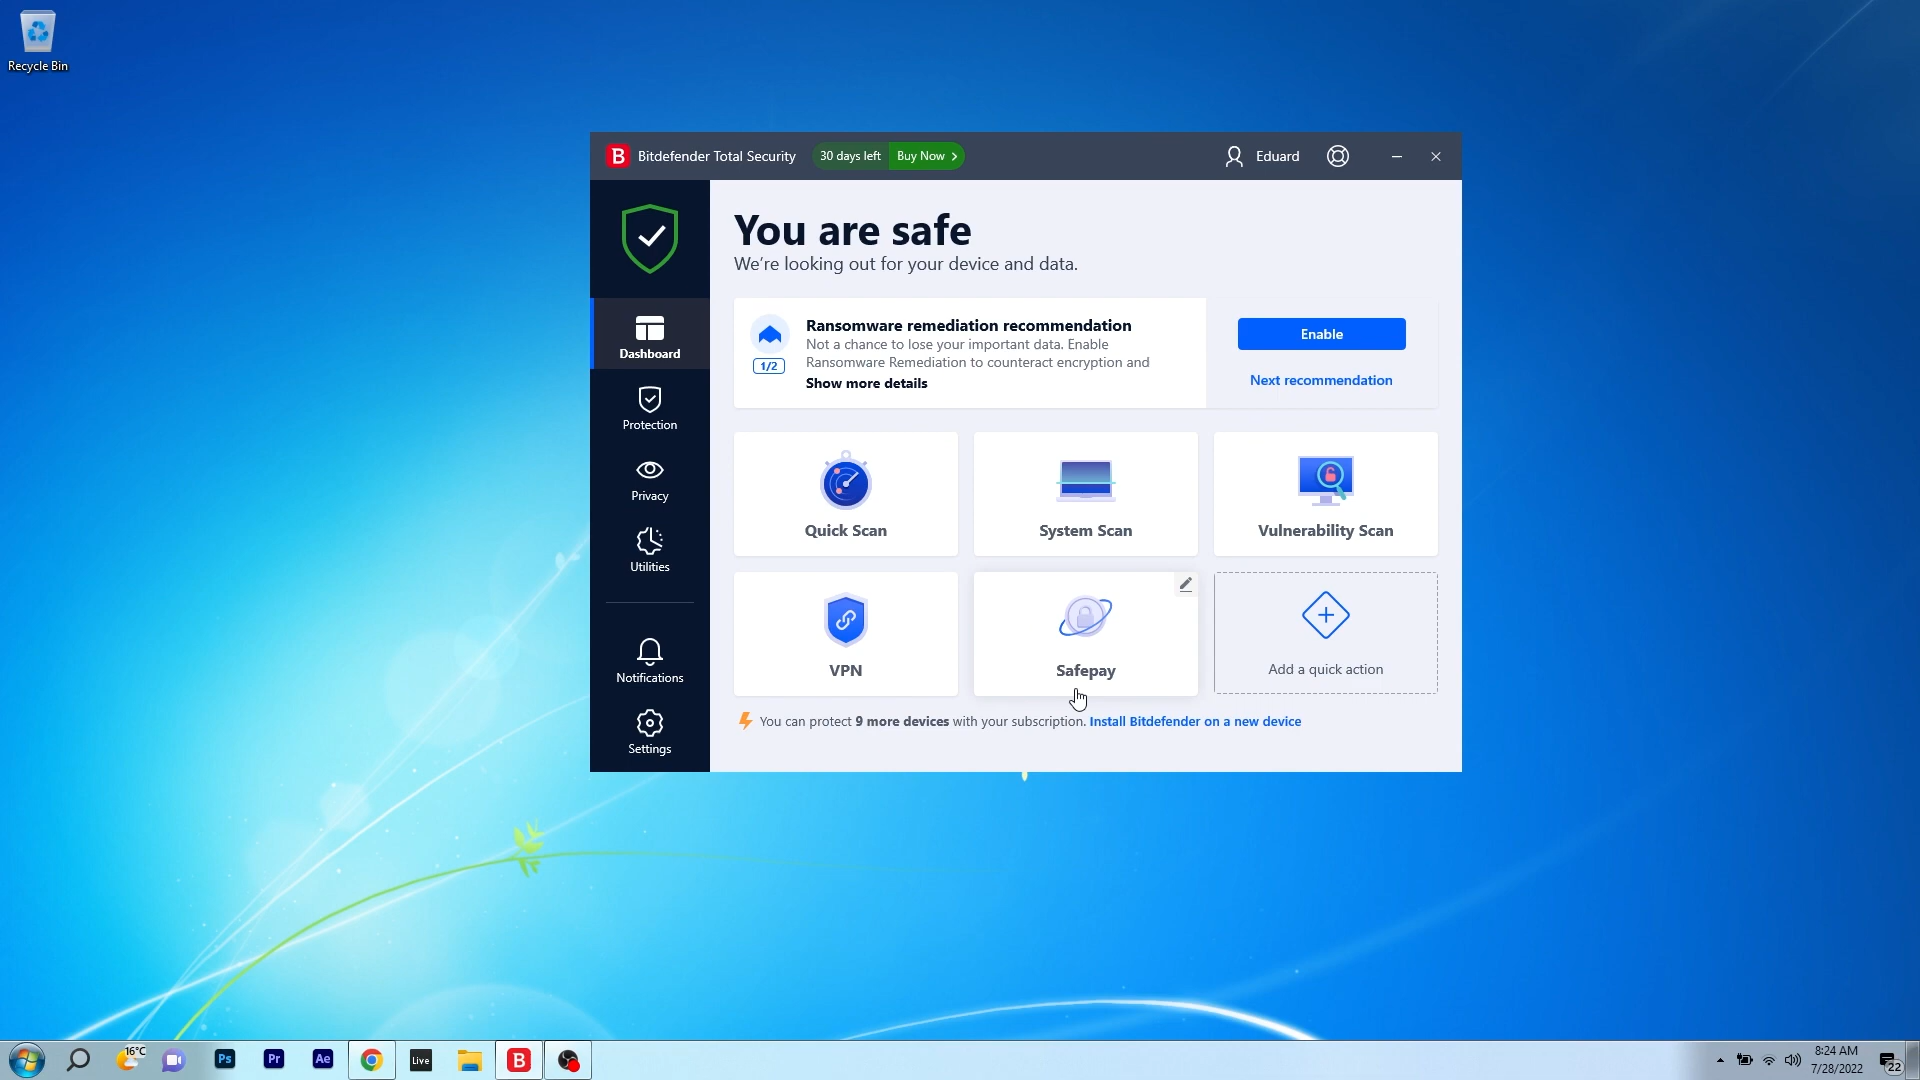 Recycle Bin
B Bitdefender Total Security 30 days left Buy Now Eduard
You are safe
We're looking out for your device and data.
Ransomware remediation recommendation
Not a chance to lose your important data. Enable
Ransomware Remediation to counteract encryption and
Show more details
1/2
Enable
Next recommendation
Dashboard
Protection
Privacy
Utilities
Notifications
Settings
Quick Scan
System Scan
Vulnerability Scan
VPN
Safepay
Add a quick action
You can protect 9 more devices with your subscription. Install Bitdefender on a new device
16°C
Ps
Pr
Ae
Live
B
8:24 AM
7/28/2022
22